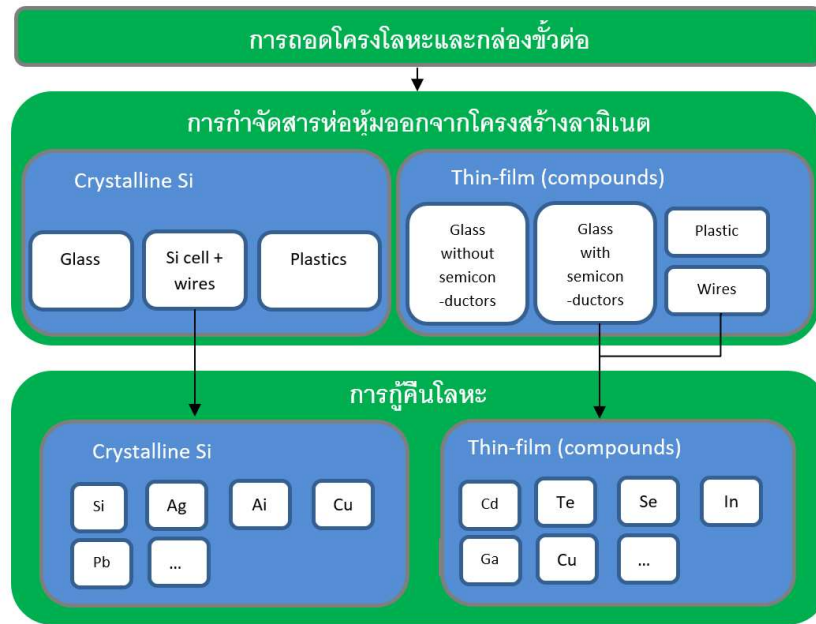 การถอดโครงโลหะและกล่องขั้วต่อ
การกำจัดสารห่อหุ้มออกจากโครงสร้างลามิเนต
Crystalline Si
Glass
Si cell +
wires
Plastics
Thin-film (compounds)
Glass
without
semicon
-ductors
Glass
with
semicon
-ductors
Plastic
Wires
การกู้คืนโลหะ
Crystalline Si
Si
Ag
Ai
Cu
Pb
...
Thin-film (compounds)
Cd
Te
Se
In
Ga
Cu
...